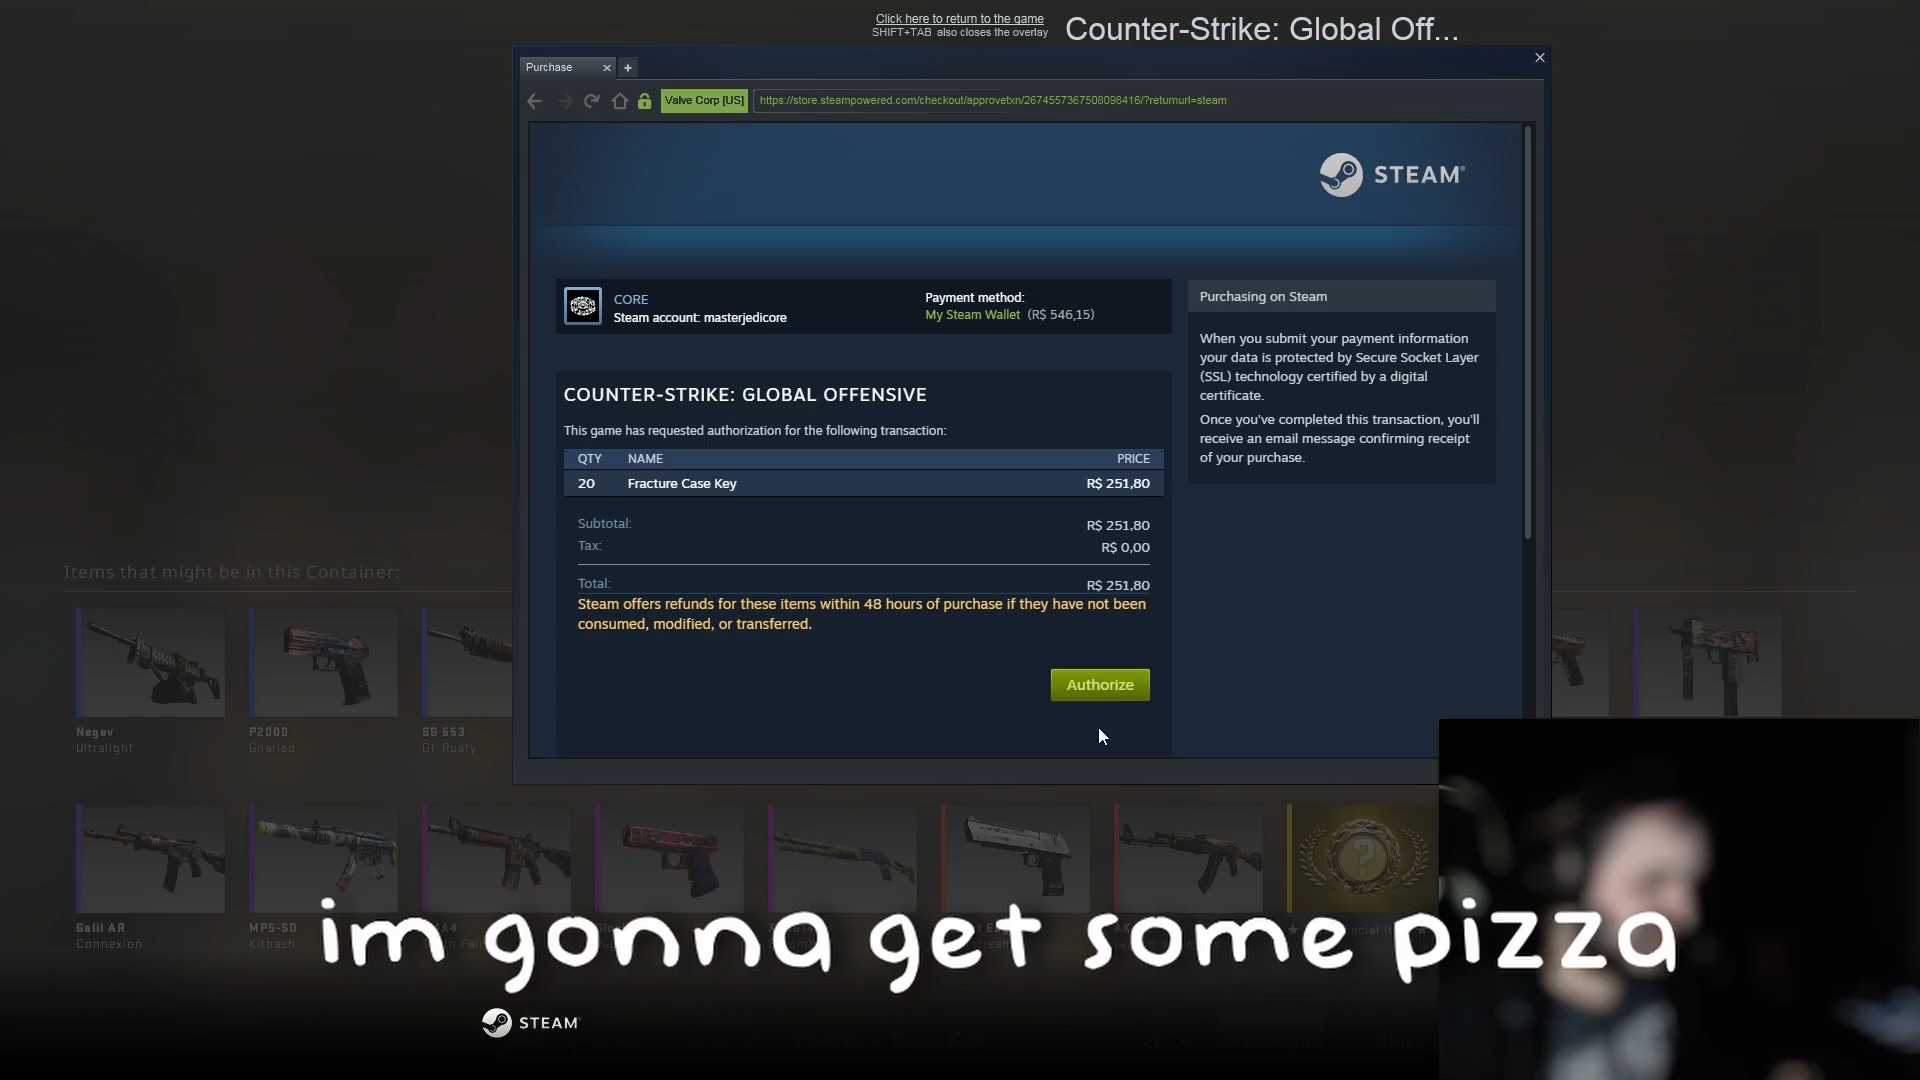 Click here to return to the game
SHIFT+TAB also closes the overlay
Counter-Strike: Global Off...
Purchase
Valve Corp [US]
https://store.steampowered.com/checkout/approvetxn/2674557367508098416/?returnurl=steam
STEAM
CORE
Steam account: masterjedicore
Payment method:
My Steam Wallet (R$ 546,15)
Purchasing on Steam
When you submit your payment information
your data is protected by Secure Socket Layer
(SSL) technology certified by a digital
certificate.
Once you've completed this transaction, you'll
receive an email message confirming receipt
of your purchase.
COUNTER-STRIKE: GLOBAL OFFENSIVE
This game has requested authorization for the following transaction:
QTY NAME PRICE
20 Fracture Case Key R$ 251,80
Subtotal: R$ 251,80
Tax: R$ 0,00
Total: R$ 251,80
Steam offers refunds for these items within 48 hours of purchase if they have not been
consumed, modified, or transferred.
Authorize
Items that might be in this Container:
Negev
Ultralight
P2000
Gnarled
SG 553
Ol' Rusty
Galil AR
Connexion
MP5-SD
Kitbash
im gonna get some pizza
STEAM